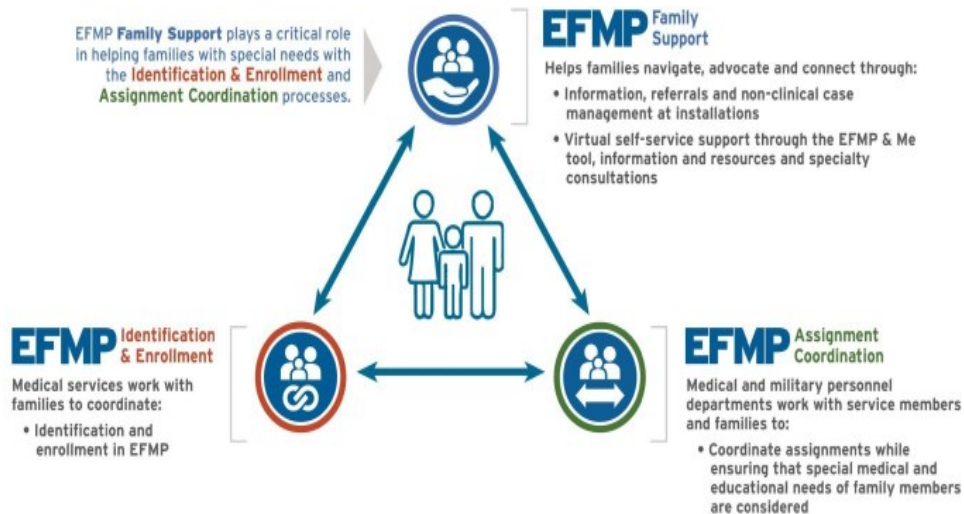 EFMP Family Support plays a critical role
in helping families with special needs with
the Identification & Enrollment and
Assignment Coordination processes.
EFMP Family
Support
Helps families navigate, advocate and connect through:
• Information, referrals and non-clinical case
management at installations
• Virtual self-service support through the EFMP & Me
tool, information and resources and specialty
consultations
EFMP Identification
& Enrollment
Medical services work with
families to coordinate:
• Identification and
enrollment in EFMP
EFMP Assignment
Coordination
Medical and military personnel
departments work with service members
and families to:
• Coordinate assignments while
ensuring that special medical and
educational needs of family members
are considered